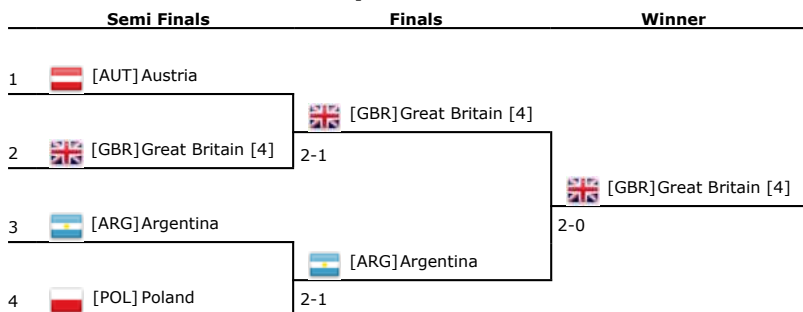 Semi Finals Finals Winner
1 [AUT] Austria
[GBR] Great Britain [4]
2 [GBR] Great Britain [4] 2-1
[GBR] Great Britain [4]
3 [ARG] Argentina 2-0
[ARG] Argentina
4 [POL] Poland 2-1